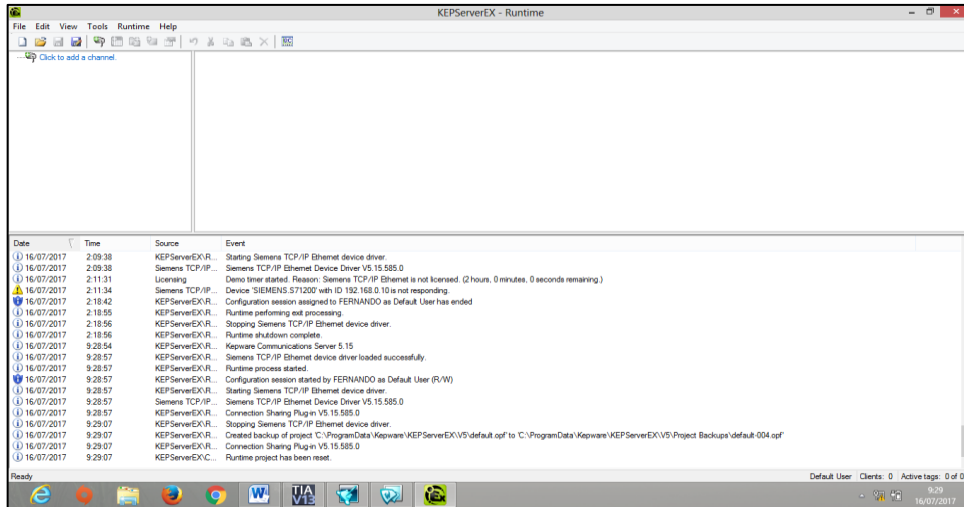 KEPServerEX - Runtime
File Edit View Tools Runtime Help
Click to add a channel.
Date Time Source Event
16/07/2017 2:09:38 KEPServerEX\R... Starting Siemens TCP/IP Ethernet device driver.
16/07/2017 2:09:38 Siemens TCP/IP... Siemens TCP/IP Ethernet Device Driver V5.15.585.0
16/07/2017 2:11:31 Licensing Demo timer started. Reason: Siemens TCP/IP Ethernet is not licensed. (2 hours, 0 minutes, 0 seconds remaining.)
16/07/2017 2:11:34 Siemens TCP/IP... Device 'SIEMENS.S71200' with ID 192.168.0.10 is not responding.
16/07/2017 2:18:42 KEPServerEX\R... Configuration session assigned to FERNANDO as Default User has ended
16/07/2017 2:18:55 KEPServerEX\R... Runtime performing exit processing.
16/07/2017 2:18:56 KEPServerEX\R... Stopping Siemens TCP/IP Ethernet device driver.
16/07/2017 2:18:56 KEPServerEX\R... Runtime shutdown complete.
16/07/2017 9:28:54 KEPServerEX\R... Kepware Communications Server 5.15
16/07/2017 9:28:57 KEPServerEX\R... Siemens TCP/IP Ethernet device driver loaded successfully.
16/07/2017 9:28:57 KEPServerEX\R... Runtime process started.
16/07/2017 9:28:57 KEPServerEX\R... Configuration session started by FERNANDO as Default User (R/W)
16/07/2017 9:28:57 KEPServerEX\R... Starting Siemens TCP/IP Ethernet device driver.
16/07/2017 9:28:57 Siemens TCP/IP... Siemens TCP/IP Ethernet Device Driver V5.15.585.0
16/07/2017 9:28:57 KEPServerEX\R... Connection Sharing Plug-in V5.15.585.0
16/07/2017 9:29:07 KEPServerEX\R... Stopping Siemens TCP/IP Ethernet device driver.
16/07/2017 9:29:07 KEPServerEX\R... Created backup of project 'C:\ProgramData\Kepware\KEPServerEX\V5\default.opf' to 'C:\ProgramData\Kepware\KEPServerEX\V5\Project Backups\default-004.opf'
16/07/2017 9:29:07 KEPServerEX\R... Connection Sharing Plug-in V5.15.585.0
16/07/2017 9:29:07 KEPServerEX\C... Runtime project has been reset.
Ready Default User Clients: 0 Active tags: 0 of 0
TIA V13
9:29
16/07/2017